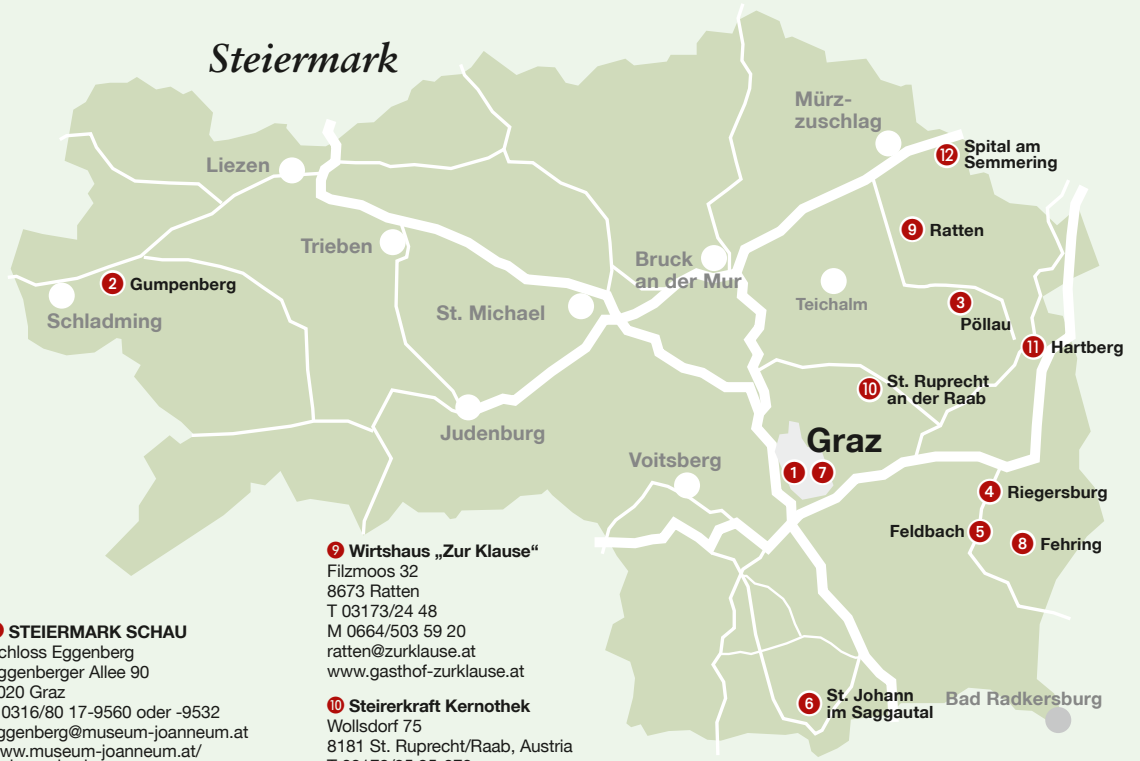 Steiermark
Mürz-
zuschlag
12 Spital am
Semmering
Liezen
9 Ratten
Trieben
Bruck
an der Mur
2 Gumpenberg
Teichalm
Schladming
St. Michael
3
Pöllau
11 Hartberg
10 St. Ruprecht
an der Raab
Judenburg
Graz
1 7
Voitsberg
4 Riegersburg
Feldbach 5
8 Fehring
6 St. Johann
im Saggautal
Bad Radkersburg
STEIERMARK SCHAU
chloss Eggenberg
ggenberger Allee 90
020 Graz
0316/80 17-9560 oder -9532
ggenberg@museum-joanneum.at
ww.museum-joanneum.at/
9 Wirtshaus „Zur Klause“
Filzmoos 32
8673 Ratten
T 03173/24 48
M 0664/503 59 20
ratten@zurklause.at
www.gasthof-zurklause.at
10 Steirerkraft Kernothek
Wollsdorf 75
8181 St. Ruprecht/Raab, Austria